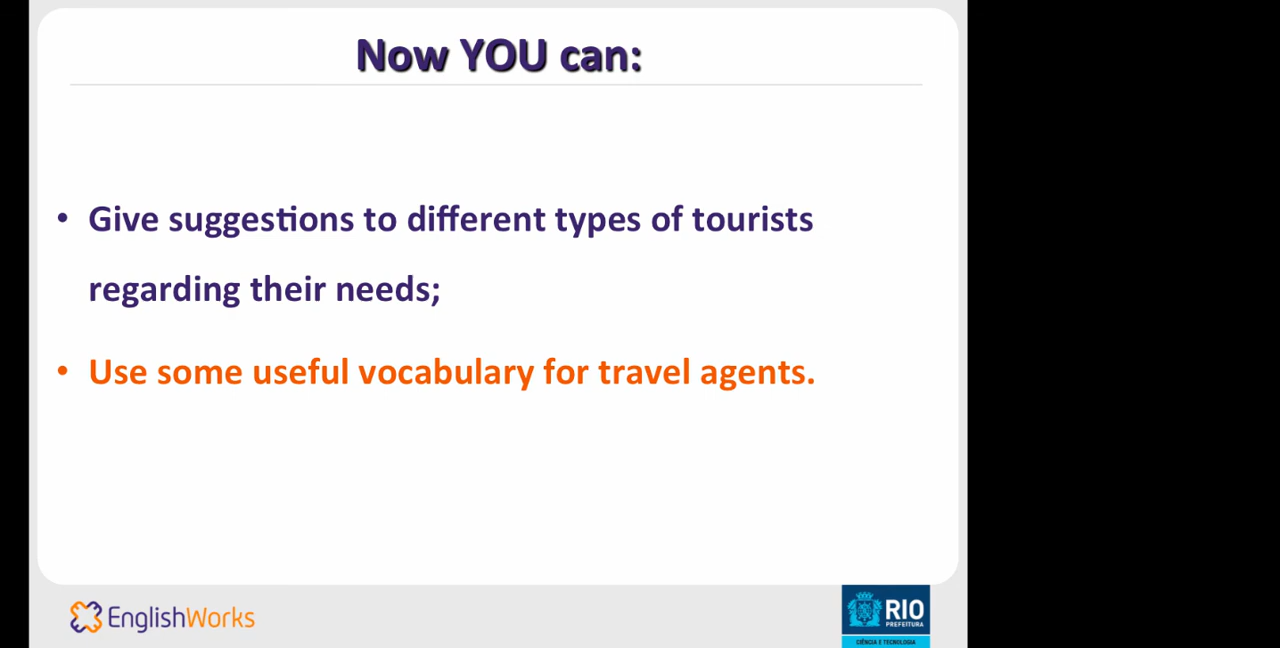 Now YOU can:
• Give suggestions to different types of tourists
regarding their needs;
• Use some useful vocabulary for travel agents.
EnglishWorks
RIO
PREFEITURA
CIÊNCIA E TECNOLOGIA